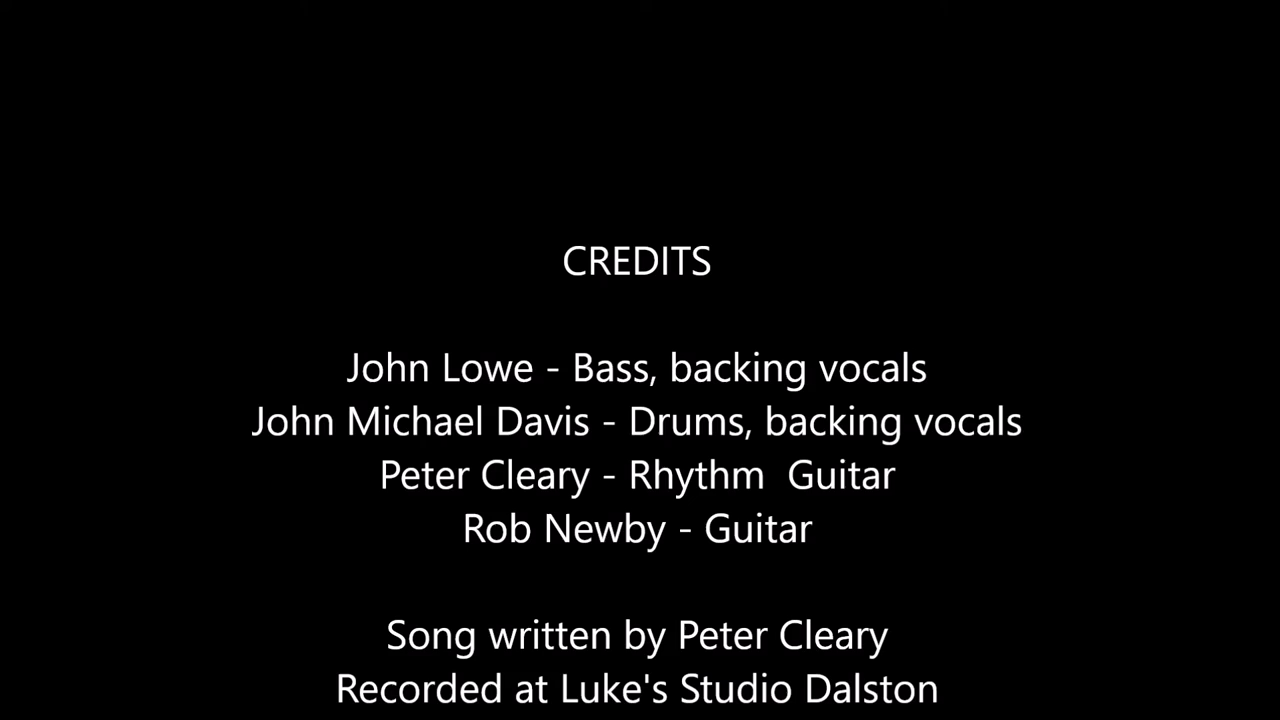 CREDITS
John Lowe - Bass, backing vocals
John Michael Davis - Drums, backing vocals
Peter Cleary - Rhythm  Guitar
Rob Newby - Guitar
Song written by Peter Cleary
Recorded at Luke's Studio Dalston